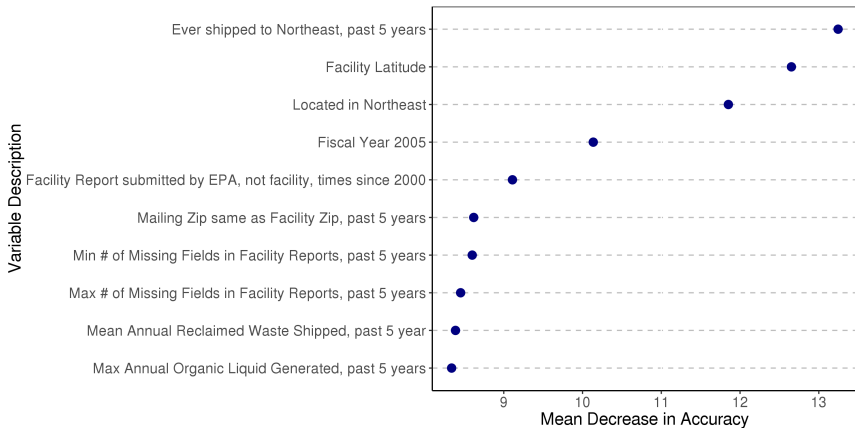 Variable Description
Ever shipped to Northeast, past 5 years
Facility Latitude
Located in Northeast
Fiscal Year 2005
Facility Report submitted by EPA, not facility, times since 2000
Mailing Zip same as Facility Zip, past 5 years
Min # of Missing Fields in Facility Reports, past 5 years
Max # of Missing Fields in Facility Reports, past 5 years
Mean Annual Reclaimed Waste Shipped, past 5 year
Max Annual Organic Liquid Generated, past 5 years
9 10 11 12 13
Mean Decrease in Accuracy